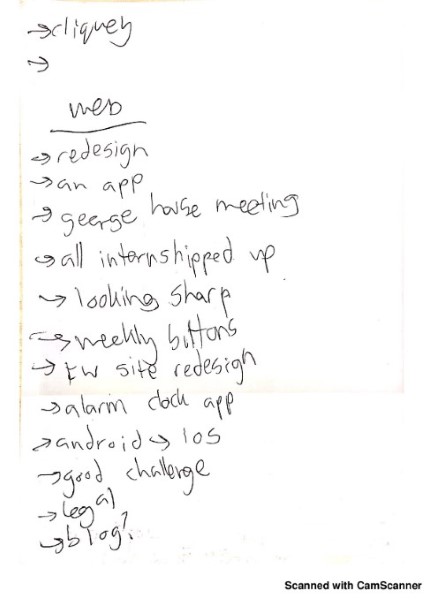 →cliquey
→
web
→redesign
→an app
→george house meeting
→all internshipped up
→looking sharp
→weekly buttons
→ site redesign
→alarm clock app
→android → ios
→good challenge
→legal
→blog?
Scanned with CamScanner